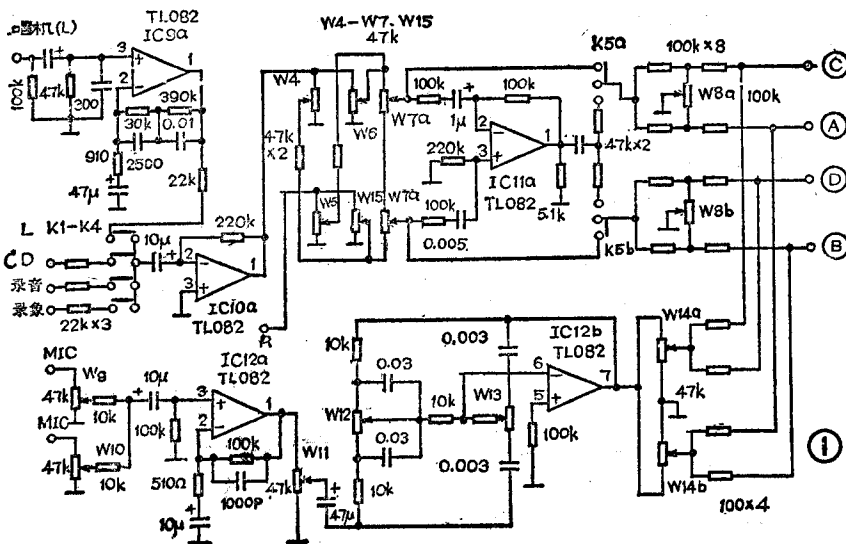 唱机(L)
TL082
IC9a
3
2
1
100k
47k
300
30k
390k
0.01
910
2500
47μ
22k
L K1-K4
CD
录音
录象
22k×3
10μ
220k
2
3
1
IC10a
TL082
W4-W7. W15
47k
W4
W6
W7a
47k
×2
W5
W15
W7a
R
100k
1μ
100k
2
3
1
220k
IC11a
TL082
100k
0.005
5.1k
47k×2
K5a
K5b
100k×8
100k
W8a
W8b
C
A
D
B
MIC
W9
47k
10k
MIC
W10
47k
10k
10μ
100k
IC12a
TL082
3
2
1
100k
1000P
510Ω
10μ
W11
47k
47μ
10k
0.03
W12
0.03
10k
10k
W13
0.003
0.003
IC12b
TL082
6
5
7
100k
W14a
47k
W14b
100×4
1